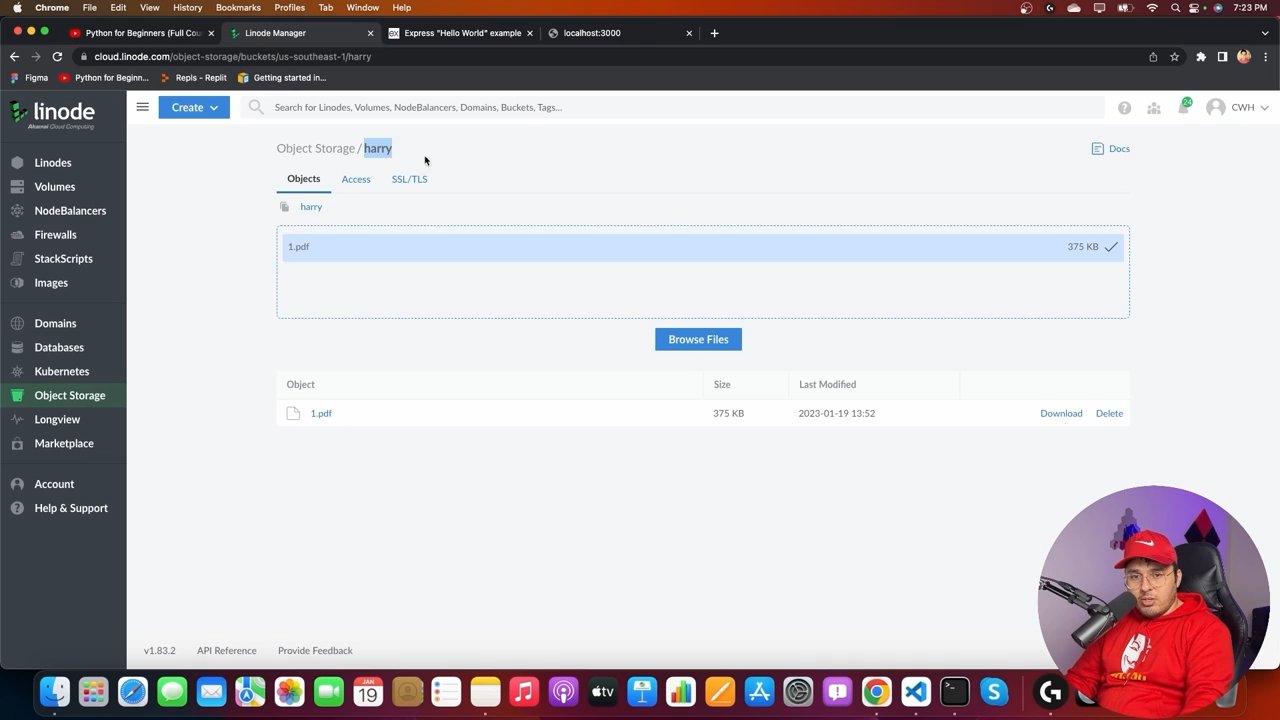 Chrome File Edit View History Bookmarks Profiles Tab Window Help 7:23 PM
Python for Beginners (Full Cou Linode Manager Express "Hello World" example localhost:3000
cloud.linode.com/object-storage/buckets/us-southeast-1/harry
Figma Python for Beginn... Repls - Replit Getting started in...
linode
Akamai Cloud Computing
Create
Search for Linodes, Volumes, NodeBalancers, Domains, Buckets, Tags...
24
CWH
Linodes
Volumes
NodeBalancers
Firewalls
StackScripts
Images
Domains
Databases
Kubernetes
Object Storage
Longview
Marketplace
Account
Help & Support
Object Storage / harry
Docs
Objects Access SSL/TLS
harry
1.pdf 375 KB
Browse Files
Object Size Last Modified
1.pdf 375 KB 2023-01-19 13:52 Download Delete
v1.83.2 API Reference Provide Feedback
JAN
19
tv